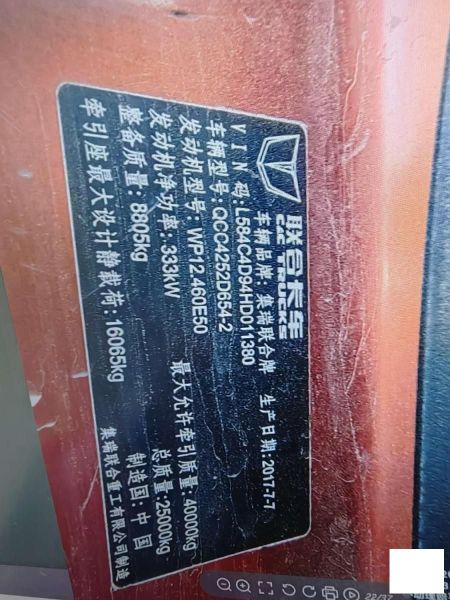 联合卡车
C&C TRUCKS
车辆品牌：集瑞联合牌 生产日期：2017-7-7
VIN 码：L584C4D94HD011380
车辆型号：QCC4252D654-2
发动机型号：WP12.460E50 最大允许牵引质量：40000kg
发动机净功率：333kW 总质量：25000kg
整备质量：8805kg 制造国：中国
牵引座最大设计静载荷：16065kg 集瑞联合重工有限公司制造
22/37